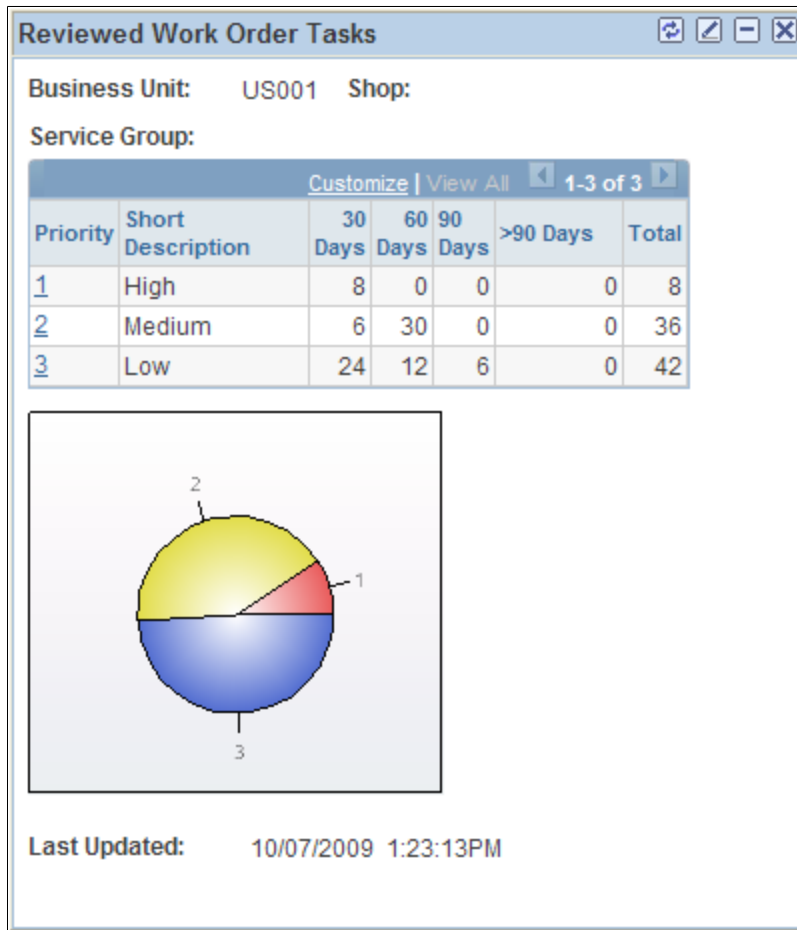 Reviewed Work Order Tasks
Business Unit: US001 Shop:
Service Group:
Customize | View All 1-3 of 3
Priority Short Description 30 Days 60 Days 90 Days >90 Days Total
1 High 8 0 0 0 8
2 Medium 6 30 0 0 36
3 Low 24 12 6 0 42
2
1
3
Last Updated: 10/07/2009 1:23:13PM